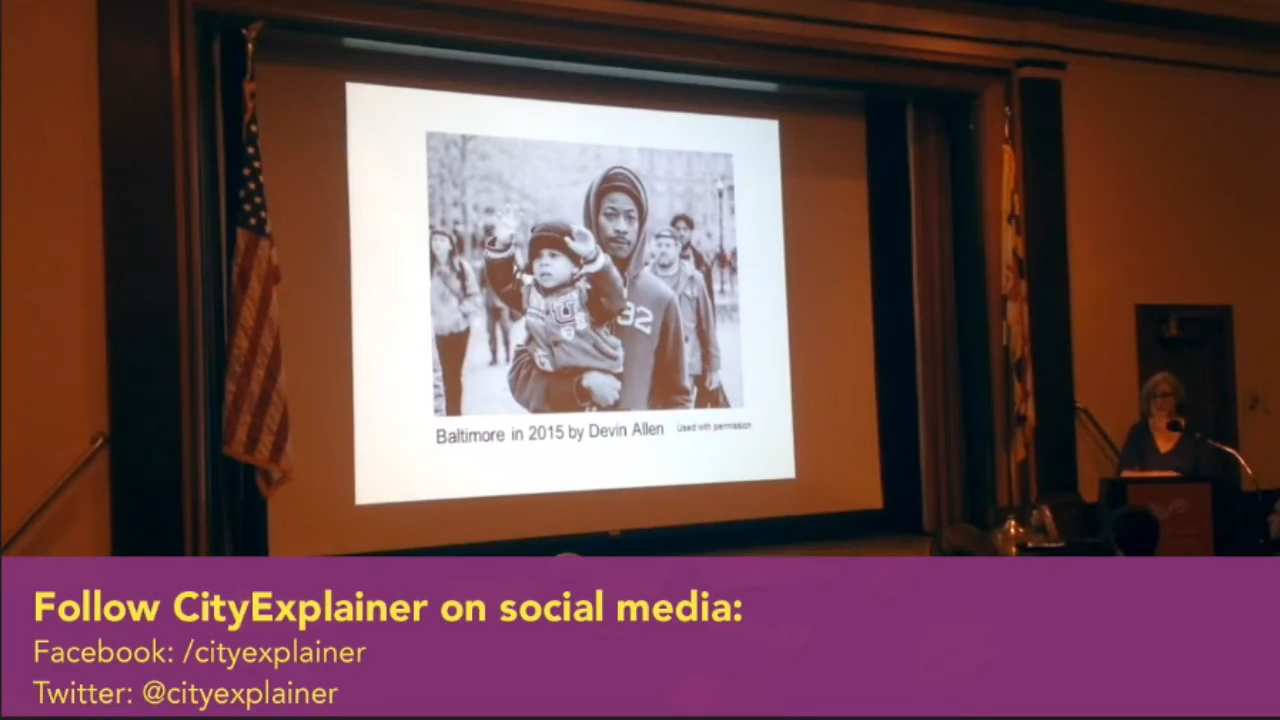 32
Baltimore in 2015 by Devin Allen Used with permission
Follow CityExplainer on social media:
Facebook: /cityexplainer
Twitter: @cityexplainer